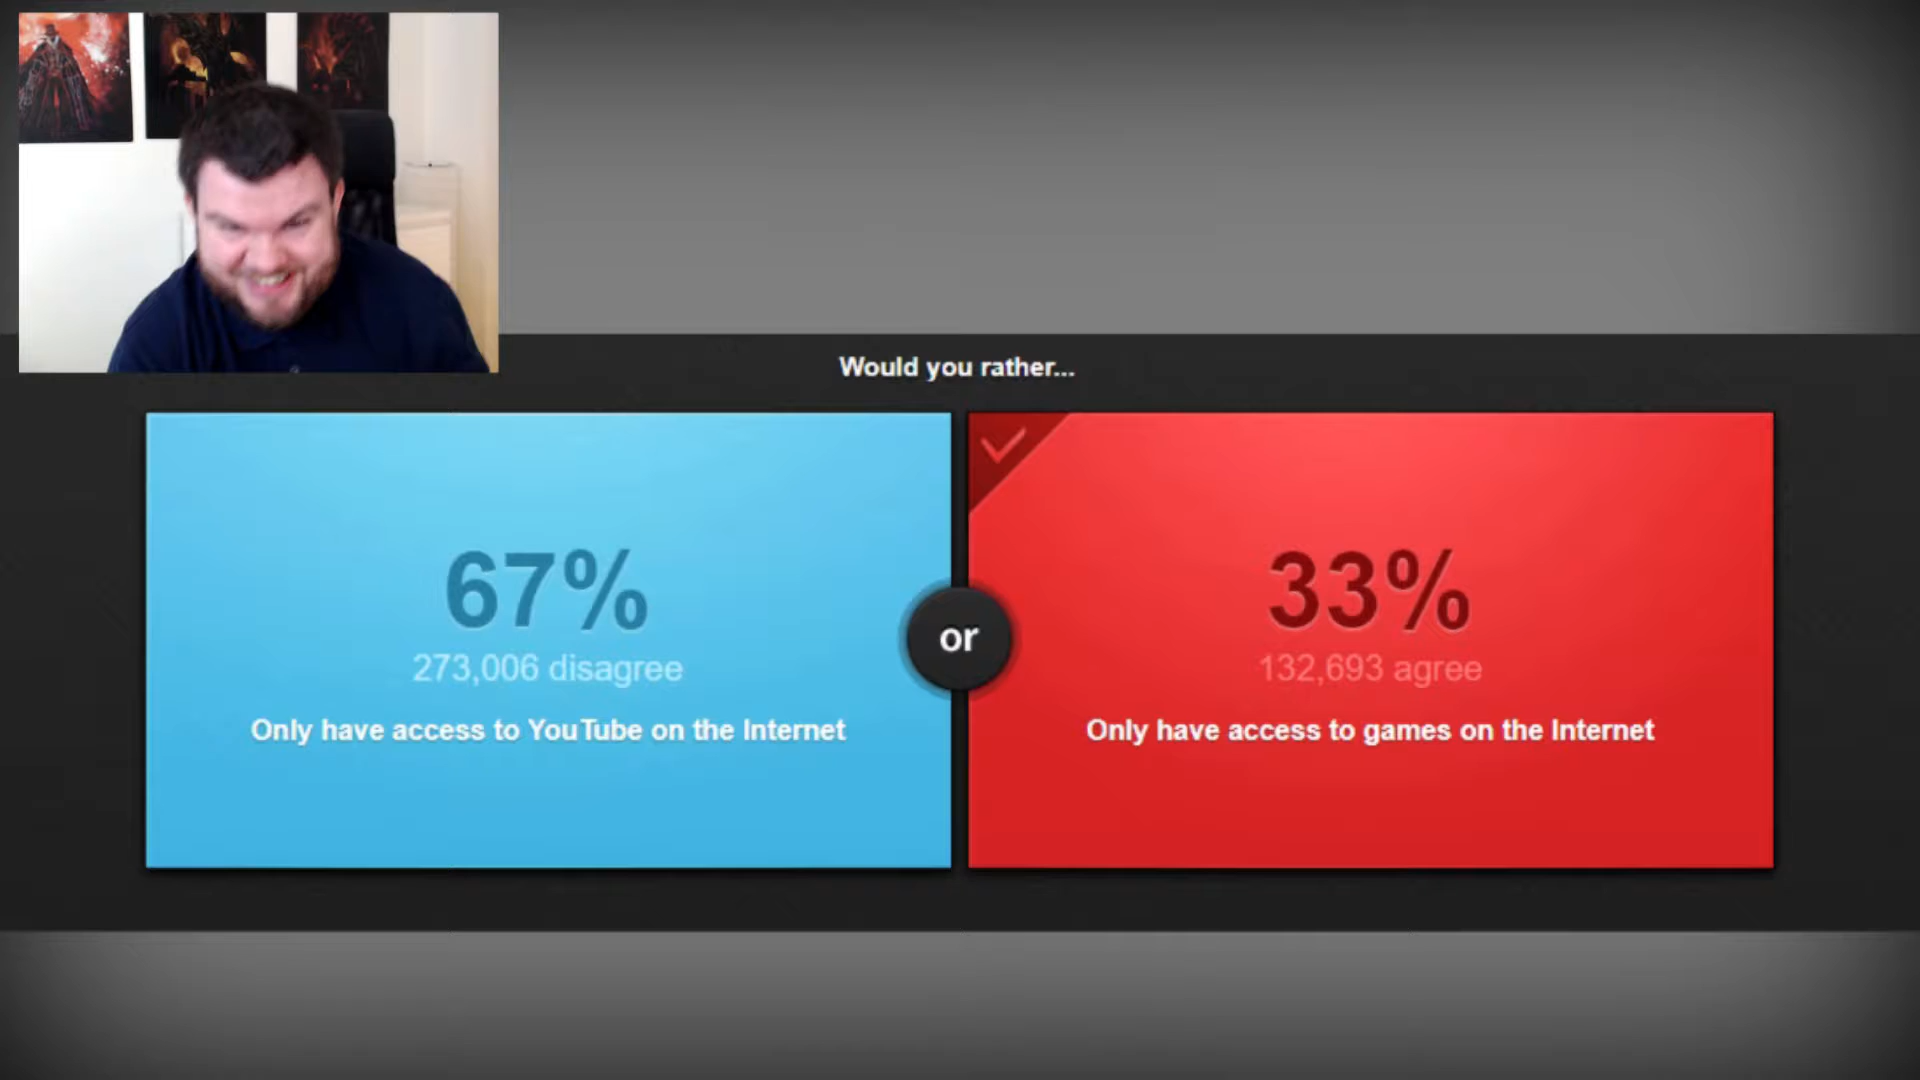 Would you rather...
67%
273,006 disagree
Only have access to YouTube on the Internet
or
33%
132,693 agree
Only have access to games on the Internet